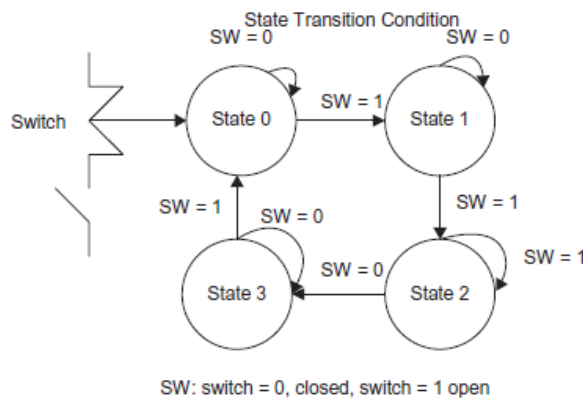 State Transition Condition
SW = 0
SW = 0
Switch
State 0
SW = 1
State 1
SW = 1
SW = 1
SW = 0
State 3
SW = 0
State 2
SW = 1
SW: switch = 0, closed, switch = 1 open